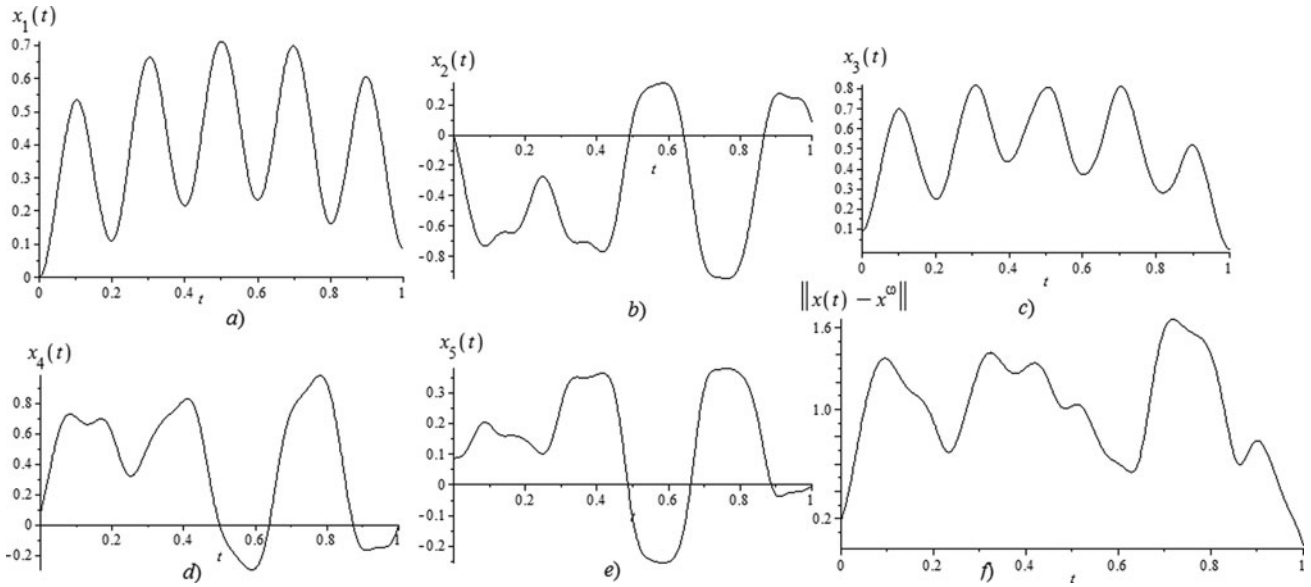 x₁(t)
0.7
0.6
0.5
0.4
0.3
0.2
0.1
0
0 0.2 0.4 0.6 0.8 1
t
a)
x₂(t)
0.2
0
-0.2
-0.4
-0.6
-0.8
0.2 0.4 0.6 0.8 1
t
b)
x₃(t)
0.8
0.7
0.6
0.5
0.4
0.3
0.2
0.1
0 0.2 0.4 0.6 0.8 1
t
c)
x₄(t)
0.8
0.6
0.4
0.2
0
-0.2
0.2 0.4 0.6 0.8 1
t
d)
x₅(t)
0.3
0.2
0.1
0
-0.1
-0.2
0.2 0.4 0.6 0.8 1
t
e)
‖x(t) − x^∞‖
1.6
1.0
0.2
0 0.2 0.4 0.6 0.8 1
t
f)